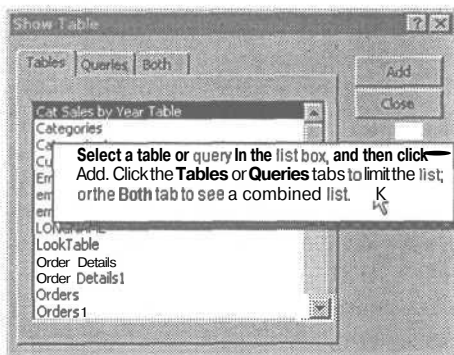 Show Table
Tables Queries Both
Add
Close
Cat Sales by Year Table
Categories
Select a table or query In the list box, and then click
Add. Click the Tables or Queries tabs to limit the list;
orthe Both tab to see a combined list. K
LookTable
Order Details
Order Details1
Orders
Orders1